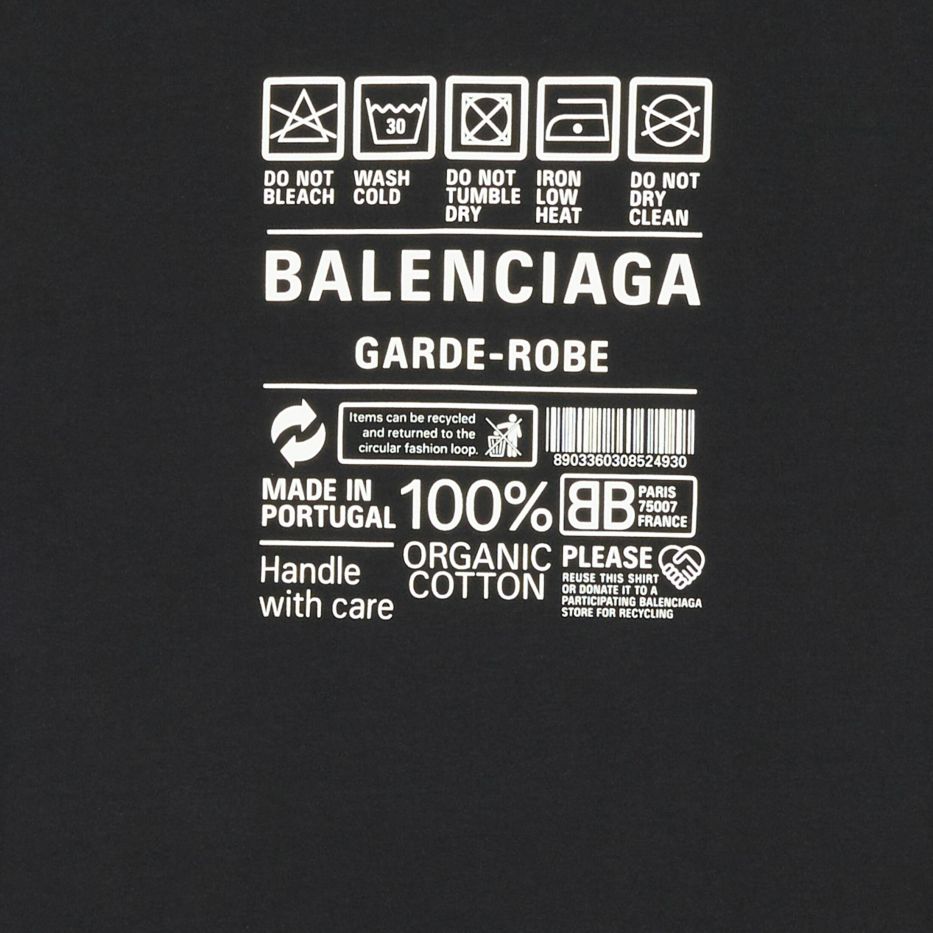 30
DO NOT
BLEACH
WASH
COLD
DO NOT
TUMBLE
DRY
IRON
LOW
HEAT
DO NOT
DRY
CLEAN
BALENCIAGA
GARDE-ROBE
Items can be recycled
and returned to the
circular fashion loop.
8903360308524930
MADE IN
PORTUGAL
100%
ORGANIC
COTTON
BB
PARIS
75007
FRANCE
Handle
with care
PLEASE
REUSE THIS SHIRT
OR DONATE IT TO A
PARTICIPATING BALENCIAGA
STORE FOR RECYCLING